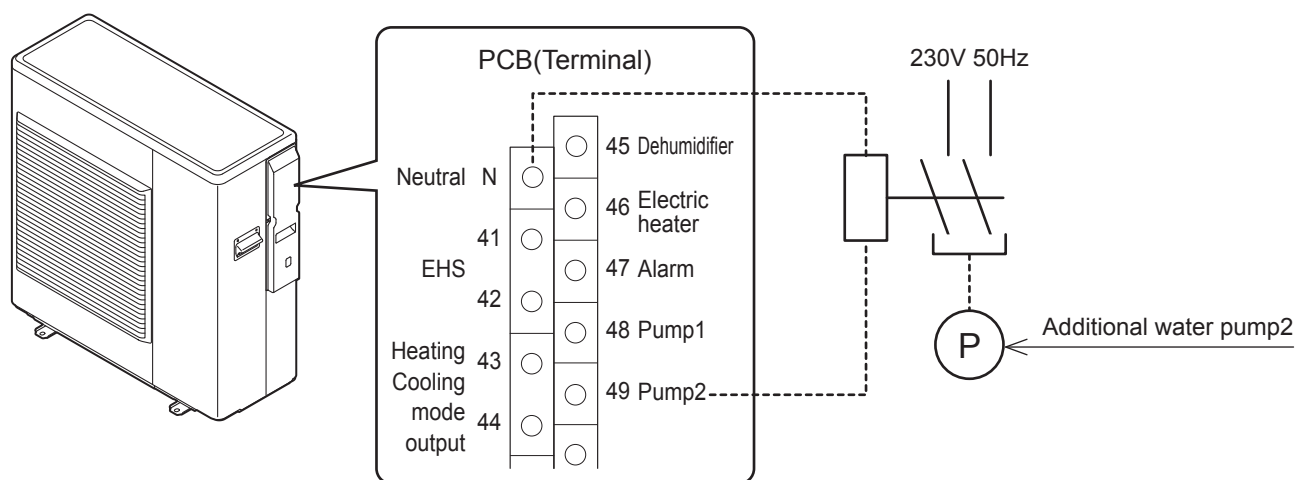 PCB(Terminal)
230V 50Hz
Neutral N
41
EHS
42
Heating 43
Cooling
mode 44
output
45 Dehumidifier
46 Electric
heater
47 Alarm
48 Pump1
49 Pump2
P
Additional water pump2